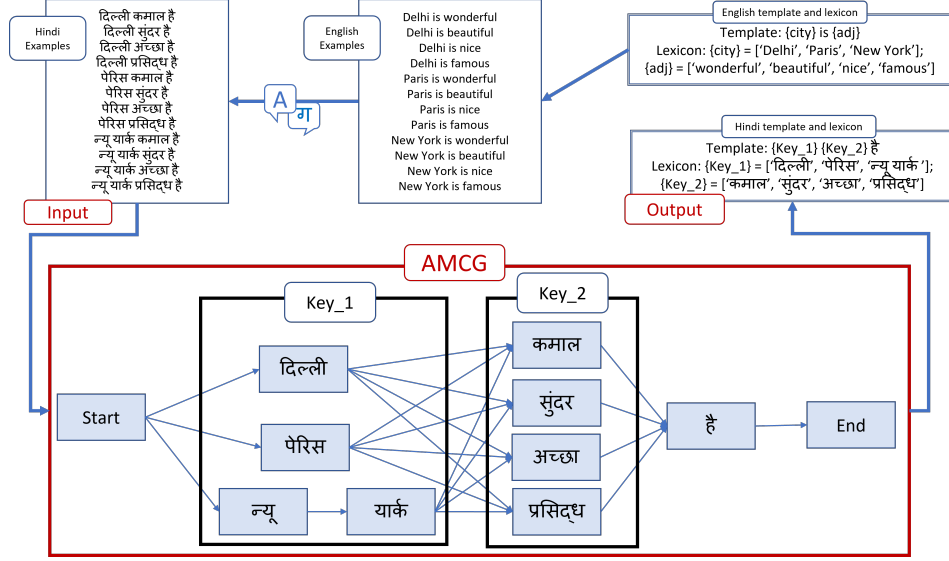 Hindi
Examples
दिल्ली कमाल है
दिल्ली सुंदर है
दिल्ली अच्छा है
दिल्ली प्रसिद्ध है
पेरिस कमाल है
पेरिस सुंदर है
पेरिस अच्छा है
पेरिस प्रसिद्ध है
न्यू यार्क कमाल है
न्यू यार्क सुंदर है
न्यू यार्क अच्छा है
न्यू यार्क प्रसिद्ध है
Input
A
ग
English
Examples
Delhi is wonderful
Delhi is beautiful
Delhi is nice
Delhi is famous
Paris is wonderful
Paris is beautiful
Paris is nice
Paris is famous
New York is wonderful
New York is beautiful
New York is nice
New York is famous
English template and lexicon
Template: {city} is {adj}
Lexicon: {city} = [‘Delhi’, ‘Paris’, ‘New York’];
{adj} = [‘wonderful’, ‘beautiful’, ‘nice’, ‘famous’]
Hindi template and lexicon
Template: {Key_1} {Key_2} है
Lexicon: {Key_1} = [‘दिल्ली’, ‘पेरिस’, ‘न्यू यार्क ’];
{Key_2} = [‘कमाल’, ‘सुंदर’, ‘अच्छा’, ‘प्रसिद्ध’]
Output
AMCG
Key_1
Key_2
Start
दिल्ली
पेरिस
न्यू
यार्क
कमाल
सुंदर
अच्छा
प्रसिद्ध
है
End